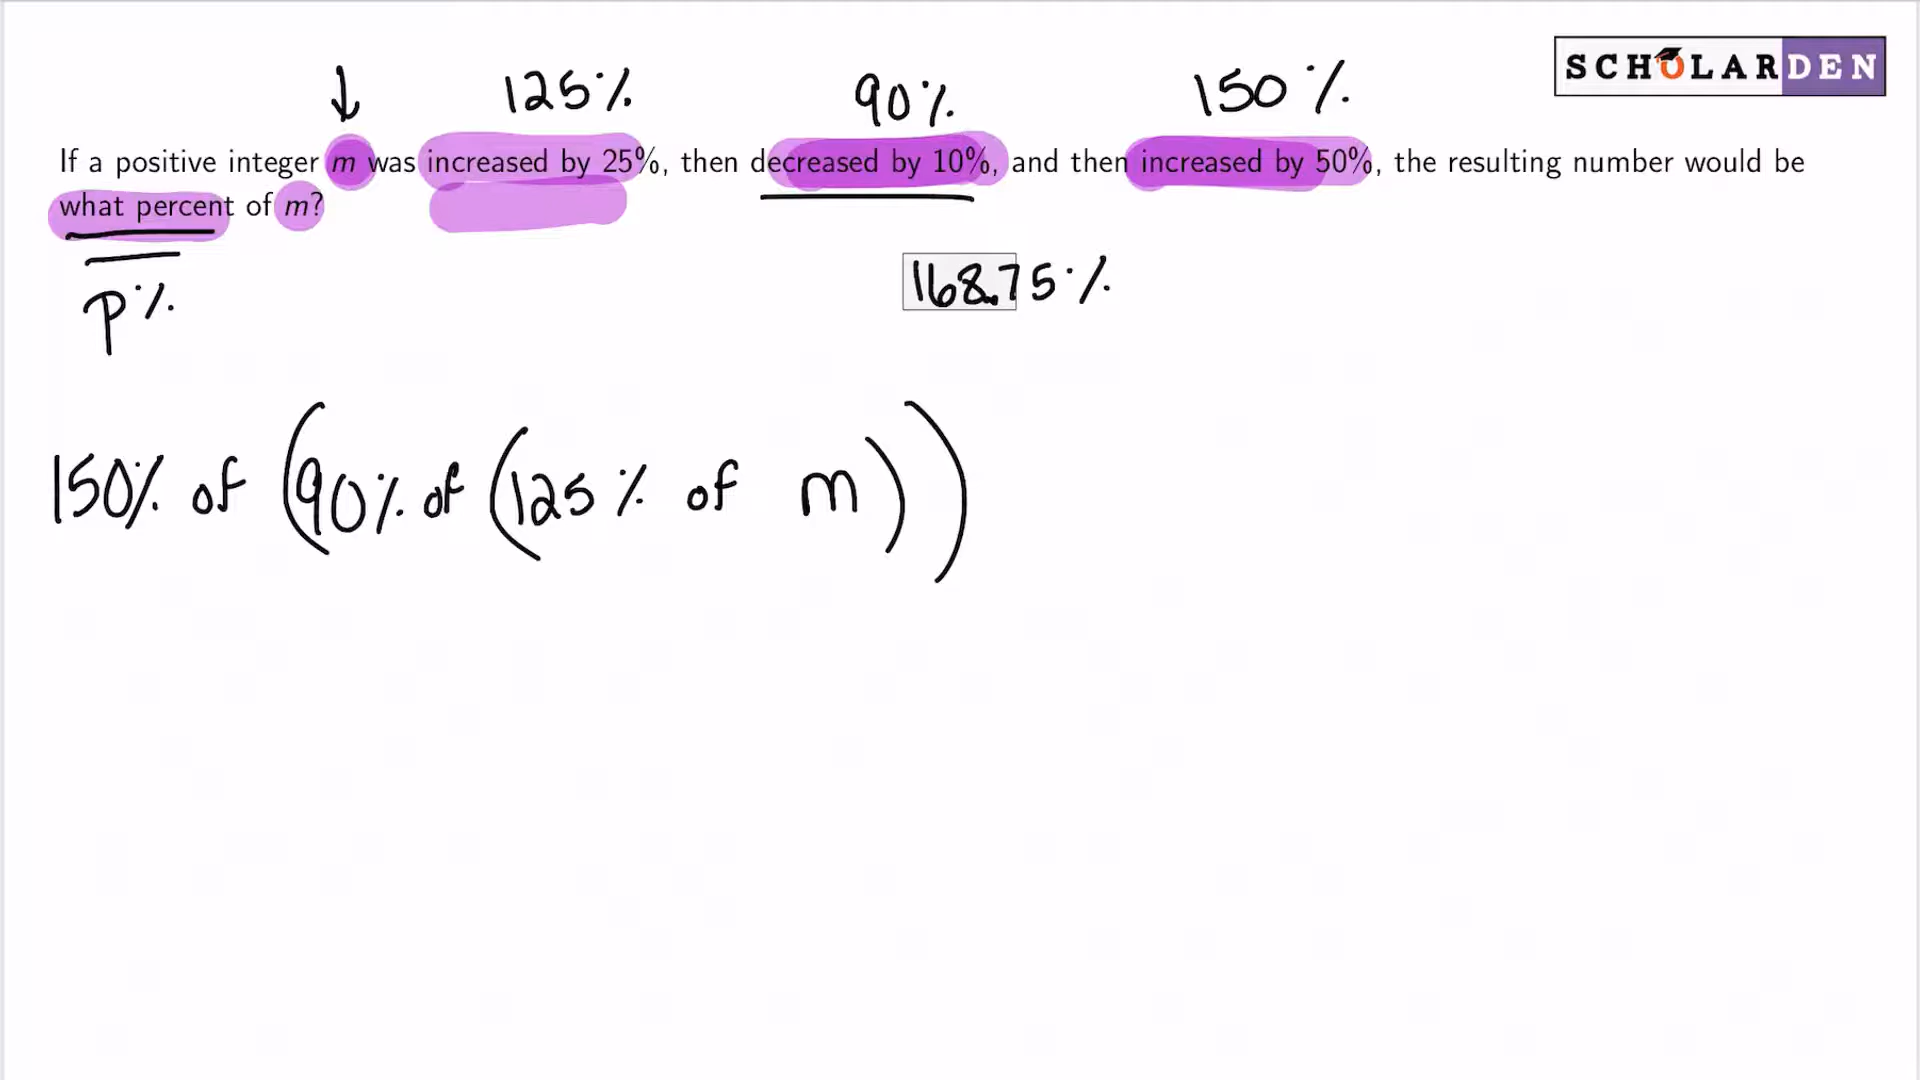 SCHOLARDEN
↓ 125% 90% 150%
If a positive integer m was increased by 25%, then decreased by 10%, and then increased by 50%, the resulting number would be
what percent of m?
168.75%
p%
150% of (90% of (125% of m))